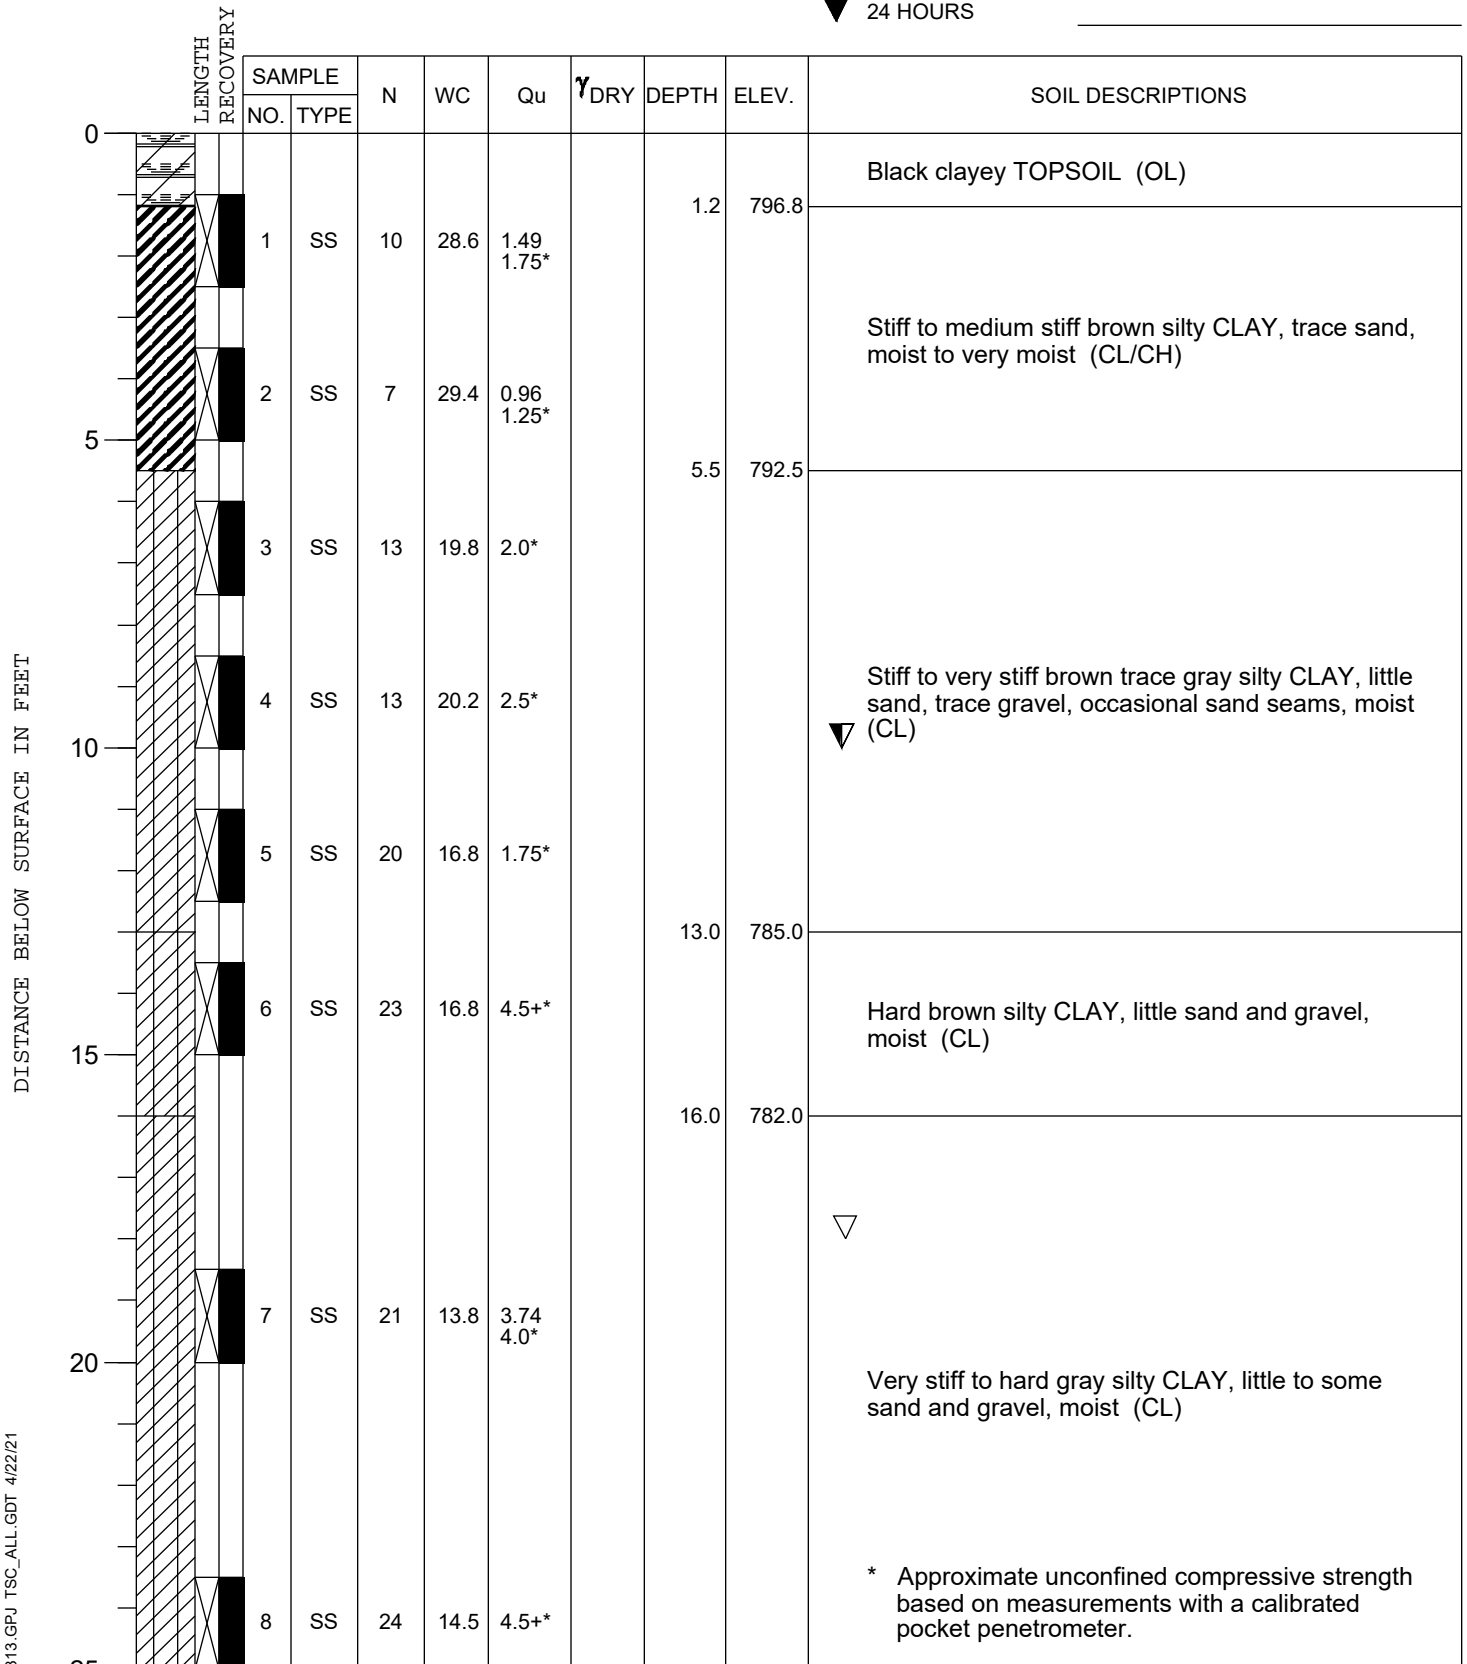 24 HOURS
LENGTH
RECOVERY
SAMPLE
NO. TYPE N WC Qu γDRY DEPTH ELEV. SOIL DESCRIPTIONS
0
Black clayey TOPSOIL (OL)
1.2 796.8
1 SS 10 28.6 1.49
1.75*
Stiff to medium stiff brown silty CLAY, trace sand,
moist to very moist (CL/CH)
2 SS 7 29.4 0.96
1.25*
5
5.5 792.5
3 SS 13 19.8 2.0*
Stiff to very stiff brown trace gray silty CLAY, little
sand, trace gravel, occasional sand seams, moist
(CL)
4 SS 13 20.2 2.5*
10
5 SS 20 16.8 1.75*
13.0 785.0
6 SS 23 16.8 4.5+*
Hard brown silty CLAY, little sand and gravel,
moist (CL)
15
16.0 782.0
7 SS 21 13.8 3.74
4.0*
20
Very stiff to hard gray silty CLAY, little to some
sand and gravel, moist (CL)
8 SS 24 14.5 4.5+*
* Approximate unconfined compressive strength
based on measurements with a calibrated
pocket penetrometer.
DISTANCE BELOW SURFACE IN FEET
313.GPJ TSC_ALL.GDT 4/22/21